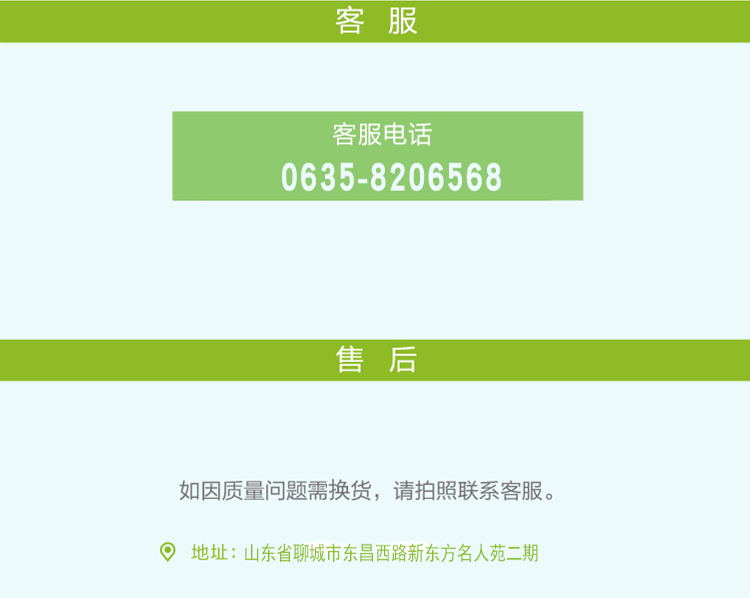 客 服
客服电话
0635-8206568
售 后
如因质量问题需换货，请拍照联系客服。
地址：山东省聊城市东昌西路新东方名人苑二期